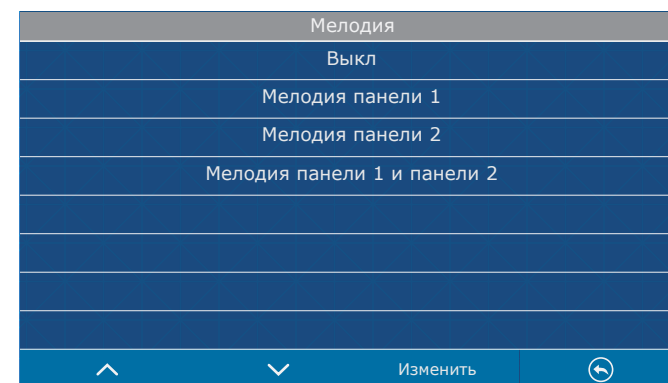 Мелодия
Выкл
Мелодия панели 1
Мелодия панели 2
Мелодия панели 1 и панели 2
Изменить